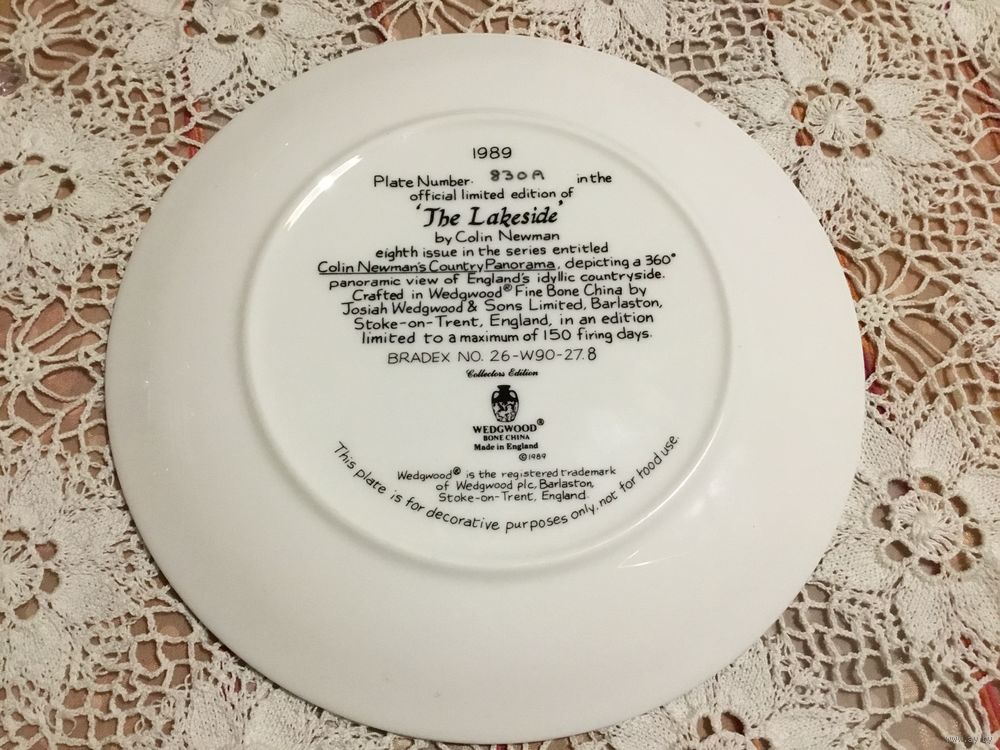 1989
Plate Number. 830A in the
official limited edition of
'The Lakeside'
by Colin Newman
eighth issue in the series entitled
Colin Newman's Country Panorama, depicting a 360°
panoramic view of England's idyllic countryside.
Crafted in Wedgwood® Fine Bone China by
Josiah Wedgwood & Sons Limited, Barlaston,
Stoke-on-Trent, England, in an edition
limited to a maximum of 150 firing days.
BRADEX NO. 26-W90-27.8
Collectors Edition
WEDGWOOD®
BONE CHINA
Made in England
©1989
Wedgwood® is the registered trademark
of Wedgwood plc, Barlaston,
Stoke-on-Trent, England.
This plate is for decorative purposes only, not for food use.